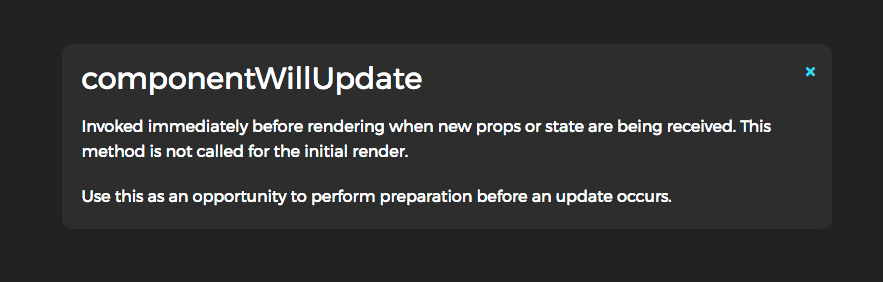 componentWillUpdate
Invoked immediately before rendering when new props or state are being received. This
method is not called for the initial render.
Use this as an opportunity to perform preparation before an update occurs.